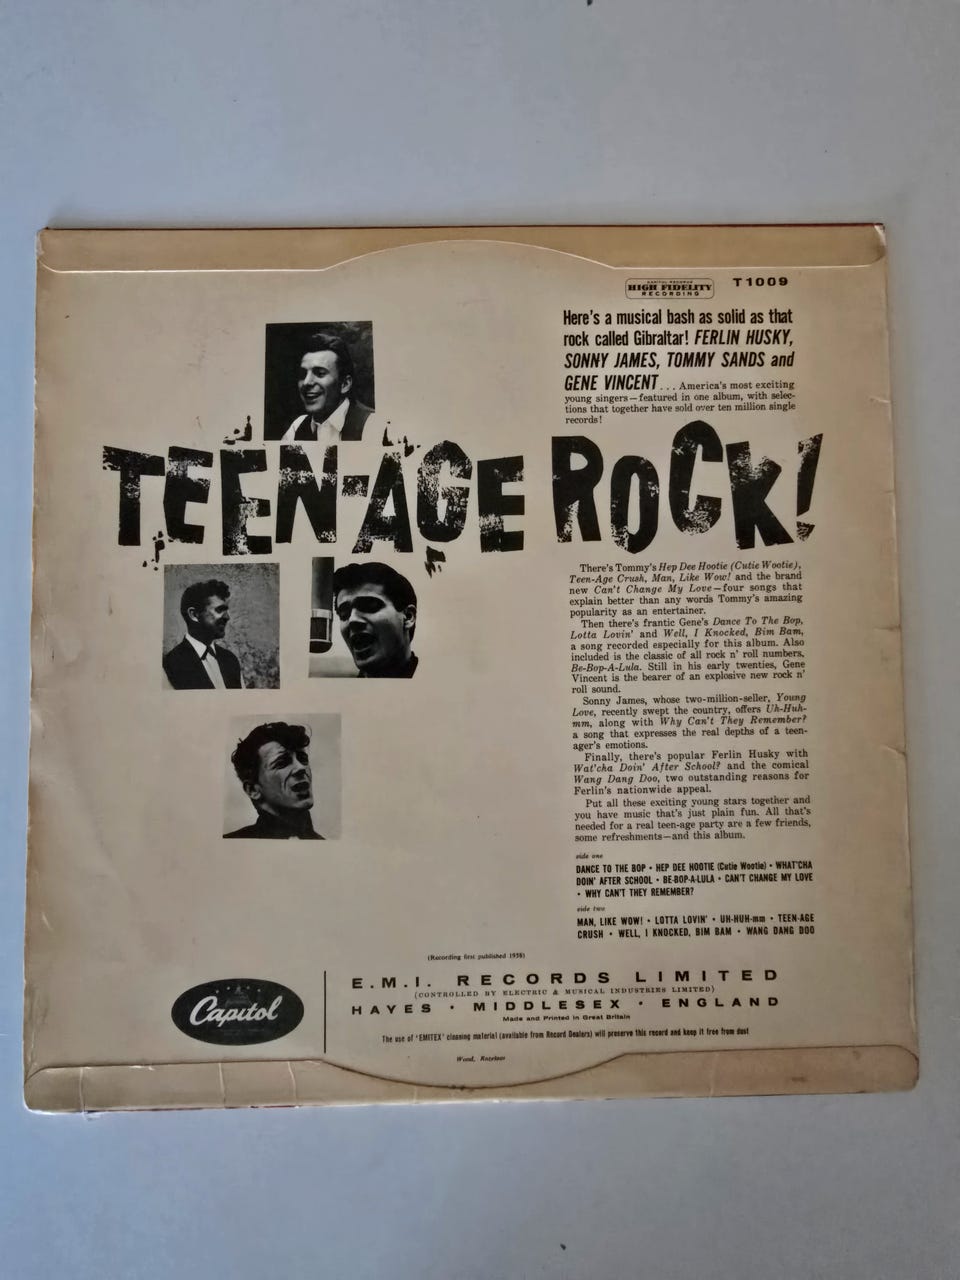 CAPITOL RECORDS
HIGH FIDELITY
RECORDING
T1009
Here's a musical bash as solid as that
rock called Gibraltar! FERLIN HUSKY,
SONNY JAMES, TOMMY SANDS and
GENE VINCENT . . . America's most exciting
young singers—featured in one album, with selec-
tions that together have sold over ten million single
records!
TEEN-AGE ROCK!
There's Tommy's Hep Dee Hootie (Cutie Wootie),
Teen-Age Crush, Man, Like Wow! and the brand
new Can't Change My Love—four songs that
explain better than any words Tommy's amazing
popularity as an entertainer.
Then there's frantic Gene's Dance To The Bop,
Lotta Lovin' and Well, I Knocked, Bim Bam,
a song recorded especially for this album. Also
included is the classic of all rock n' roll numbers,
Be-Bop-A-Lula. Still in his early twenties, Gene
Vincent is the bearer of an explosive new rock n'
roll sound.
Sonny James, whose two-million-seller, Young
Love, recently swept the country, offers Uh-Huh-
mm, along with Why Can't They Remember?
a song that expresses the real depths of a teen-
ager's emotions.
Finally, there's popular Ferlin Husky with
Wat'cha Doin' After School? and the comical
Wang Dang Doo, two outstanding reasons for
Ferlin's nationwide appeal.
Put all these exciting young stars together and
you have music that's just plain fun. All that's
needed for a real teen-age party are a few friends,
some refreshments—and this album.
side one
DANCE TO THE BOP • HEP DEE HOOTIE (Cutie Wootie) • WHAT'CHA
DOIN' AFTER SCHOOL • BE-BOP-A-LULA • CAN'T CHANGE MY LOVE
• WHY CAN'T THEY REMEMBER?
side two
MAN, LIKE WOW! • LOTTA LOVIN' • UH-HUH-mm • TEEN-AGE
CRUSH • WELL, I KNOCKED, BIM BAM • WANG DANG DOO
(Recording first published 1958)
Capitol
E.M.I. RECORDS LIMITED
(CONTROLLED BY ELECTRIC & MUSICAL INDUSTRIES LIMITED)
HAYES • MIDDLESEX • ENGLAND
Made and Printed in Great Britain
The use of 'EMITEX' cleaning material (available from Record Dealers) will preserve this record and keep it free from dust
Wood, Raceface